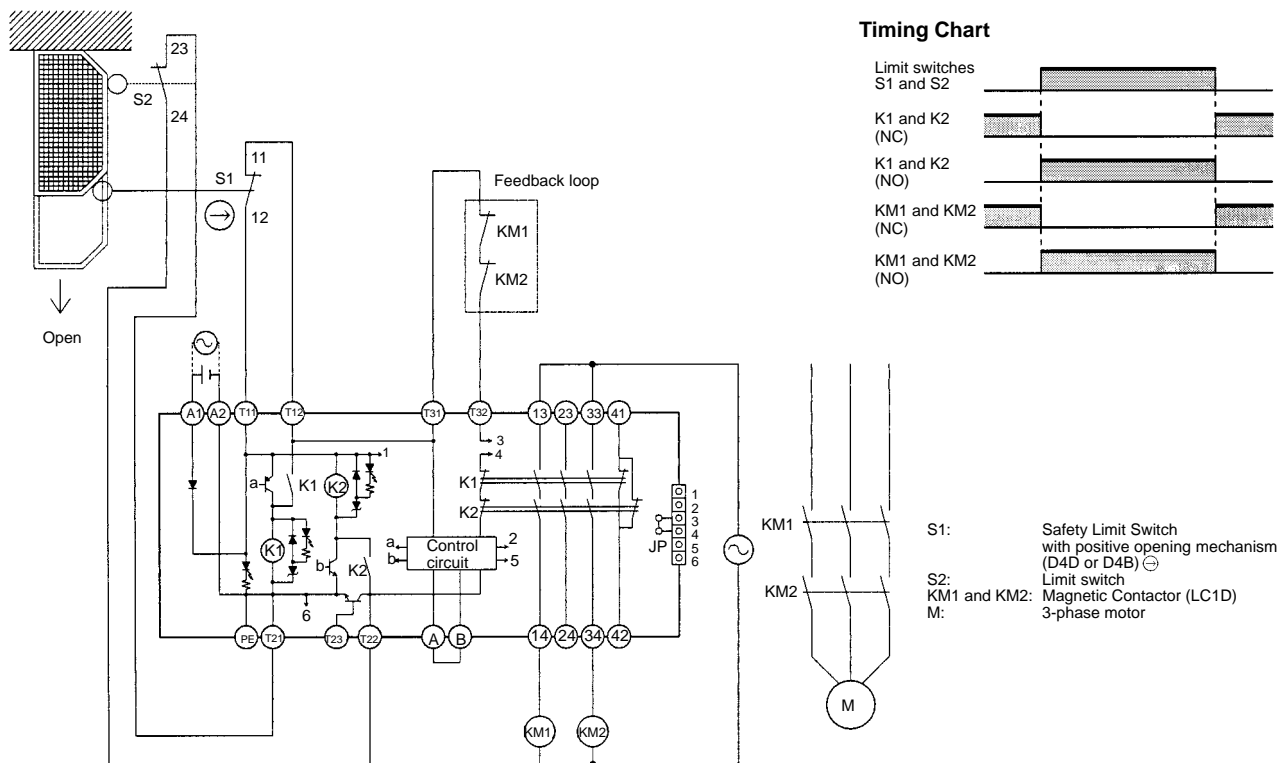 Timing Chart
Limit switches
S1 and S2
K1 and K2
(NC)
K1 and K2
(NO)
KM1 and KM2
(NC)
KM1 and KM2
(NO)
23
S2
24
11
S1
12
Open
Feedback loop
KM1
KM2
A1 A2 T11 T12 T31 T32 13 23 33 41
3
4
1
a K1 K2
K1
K2
1
2
3
4
5
6
JP
K1
b K2
a
b
Control
circuit
2
5
6
PE T21 T23 T22 A B 14 24 34 42
KM1 KM2
KM1
KM2
M
S1: Safety Limit Switch
with positive opening mechanism
(D4D or D4B)
S2: Limit switch
KM1 and KM2: Magnetic Contactor (LC1D)
M: 3-phase motor